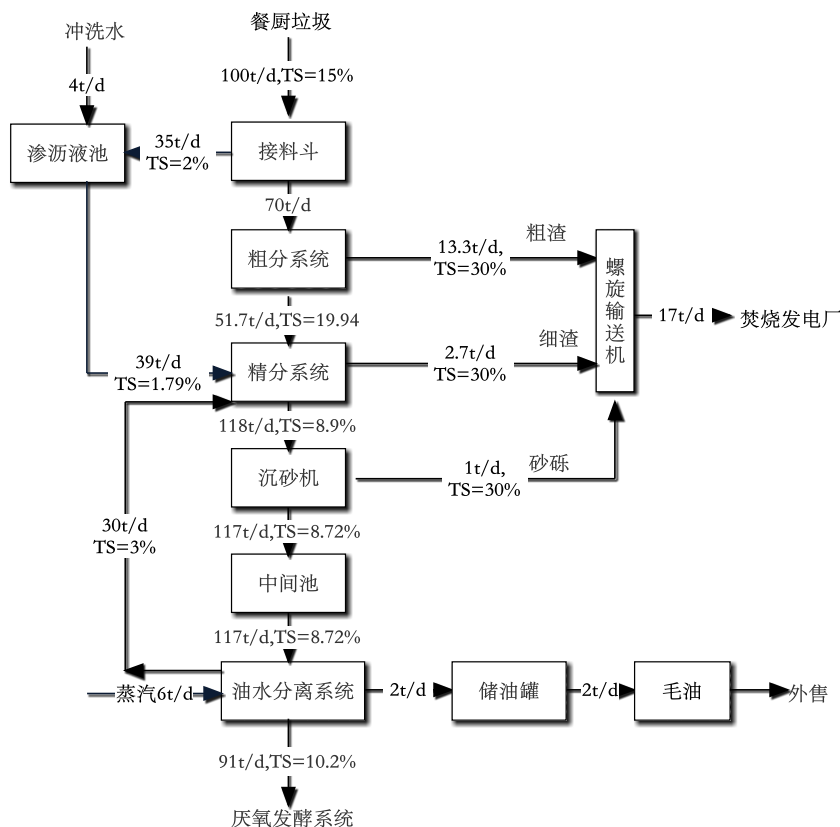 冲洗水
餐厨垃圾
4t/d
100t/d,TS=15%
渗沥液池
35t/d
TS=2%
接料斗
70t/d
粗分系统
13.3t/d,
TS=30%
粗渣
螺旋输送机
17t/d
焚烧发电厂
51.7t/d,TS=19.94
39t/d
TS=1.79%
精分系统
2.7t/d
TS=30%
细渣
118t/d,TS=8.9%
沉砂机
1t/d,
TS=30%
砂砾
30t/d
TS=3%
117t/d,TS=8.72%
中间池
117t/d,TS=8.72%
蒸汽6t/d
油水分离系统
2t/d
储油罐
2t/d
毛油
外售
91t/d,TS=10.2%
厌氧发酵系统